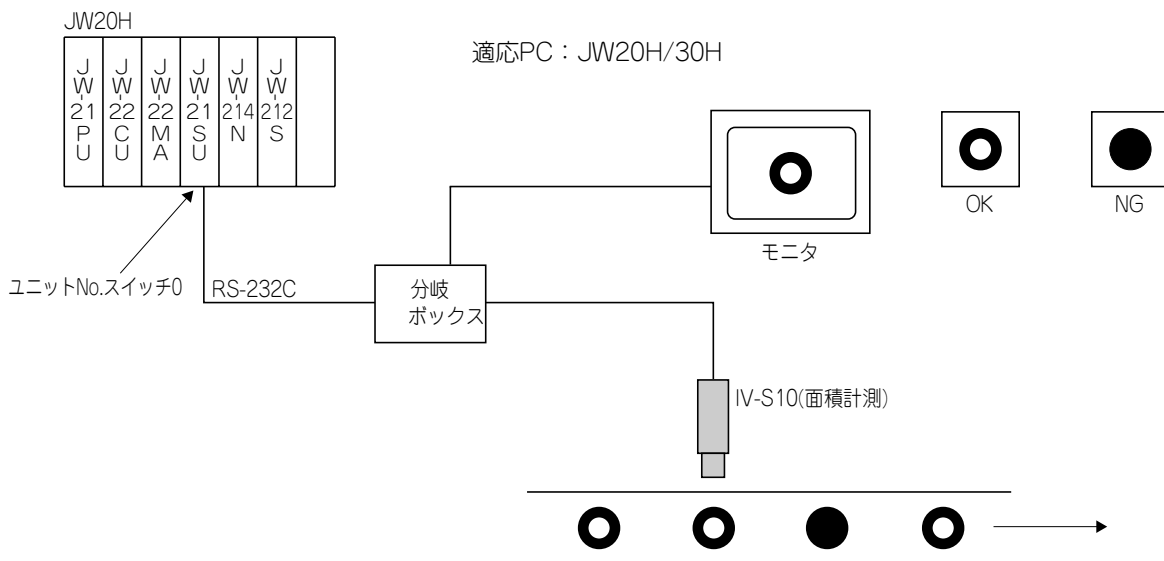 JW20H
適応PC：JW20H/30H
JW-21PU
JW-22CU
JW-22MA
JW-21SU
JW-214N
JW-212S
OK
NG
モニタ
ユニットNo.スイッチ0
RS-232C
分岐
ボックス
IV-S10(面積計測)